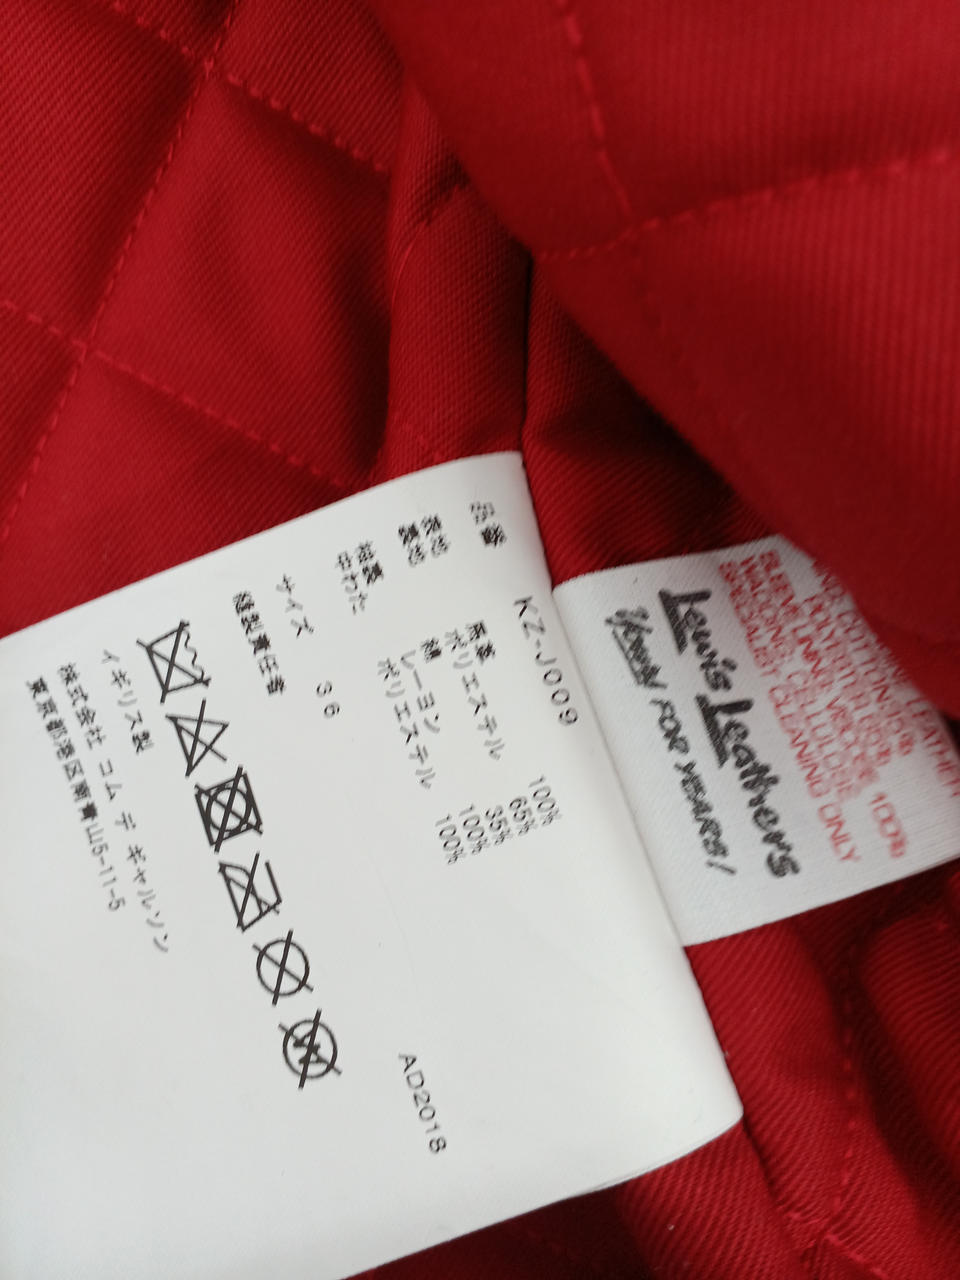 品番 KZ-J009
表地 馬革 100%
裏地 ポリエステル 65%
綿 35%
袖裏 レーヨン 100%
中わた ポリエステル 100%
サイズ 36
縫製責任者
イギリス製
株式会社 コム デ ギャルソン
東京都港区南青山5-11-5
AD2018
Lewis Leathers
Yours FOR YEARS!
100%
CLEANING ONLY